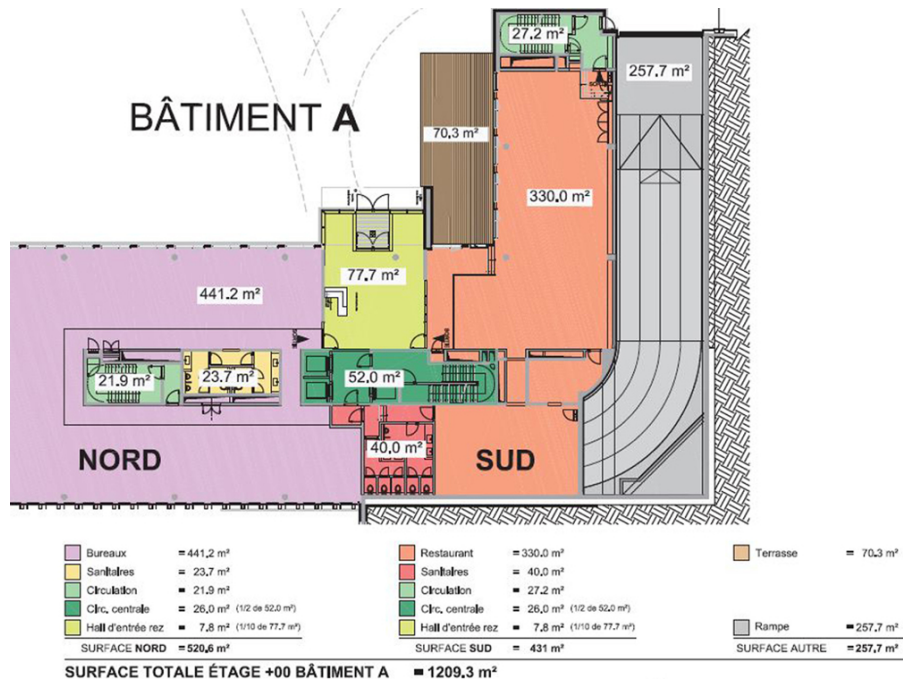 27.2 m²
257.7 m²
BÂTIMENT A
70.3 m²
330.0 m²
77.7 m²
441.2 m²
21.9 m²
23.7 m²
52.0 m²
40.0 m²
NORD
SUD
Bureaux = 441,2 m²
Sanitaires = 23.7 m²
Circulation = 21.9 m²
Circ. centrale = 26,0 m² (1/2 de 52,0 m²)
Hall d'entrée rez = 7.8 m² (1/10 de 77.7 m²)
SURFACE NORD = 520,6 m²
Restaurant = 330.0 m²
Sanitaires = 40,0 m²
Circulation = 27.2 m²
Circ. centrale = 26,0 m² (1/2 de 52,0 m²)
Hall d'entrée rez = 7.8 m² (1/10 de 77.7 m²)
SURFACE SUD = 431 m²
Terrasse = 70.3 m²
Rampe = 257.7 m²
SURFACE AUTRE = 257,7 m²
SURFACE TOTALE ÉTAGE +00 BÂTIMENT A = 1209.3 m²